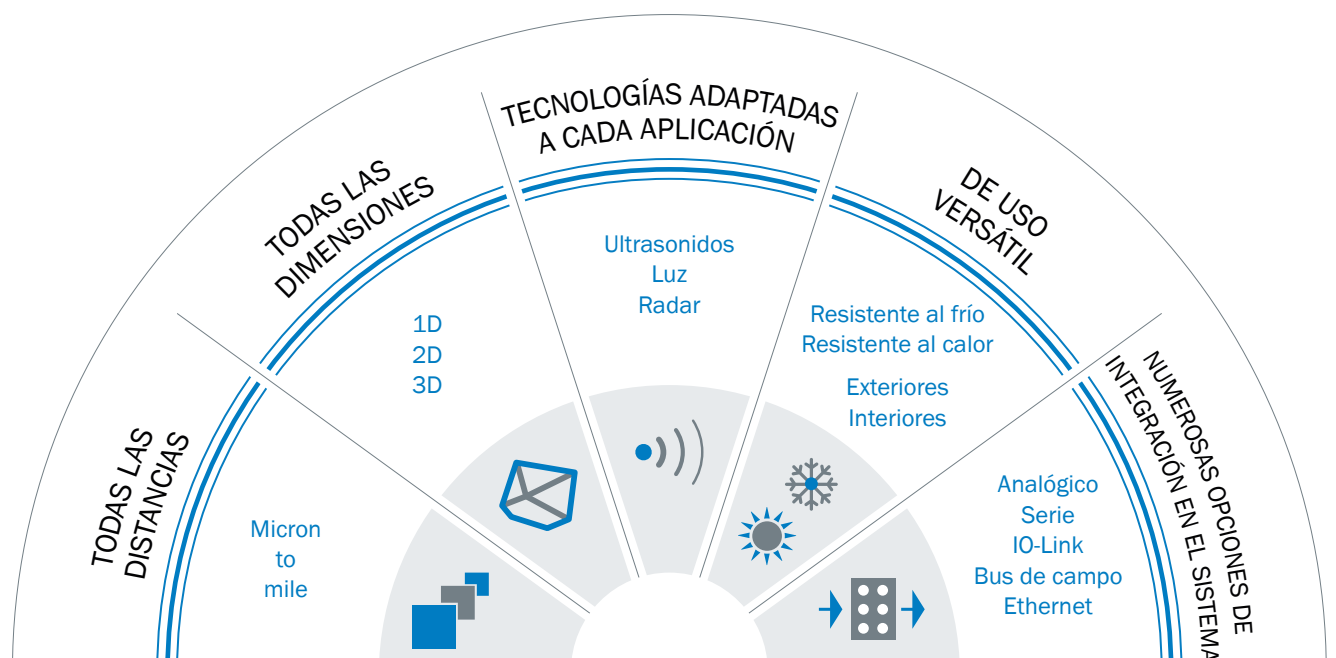 TODAS LAS
DISTANCIAS
Micron
to
mile
TODAS LAS
DIMENSIONES
1D
2D
3D
TECNOLOGÍAS ADAPTADAS
A CADA APLICACIÓN
Ultrasonidos
Luz
Radar
DE USO
VERSÁTIL
Resistente al frío
Resistente al calor
Exteriores
Interiores
NUMEROSAS OPCIONES DE
INTEGRACIÓN EN EL SISTEMA
Analógico
Serie
IO-Link
Bus de campo
Ethernet